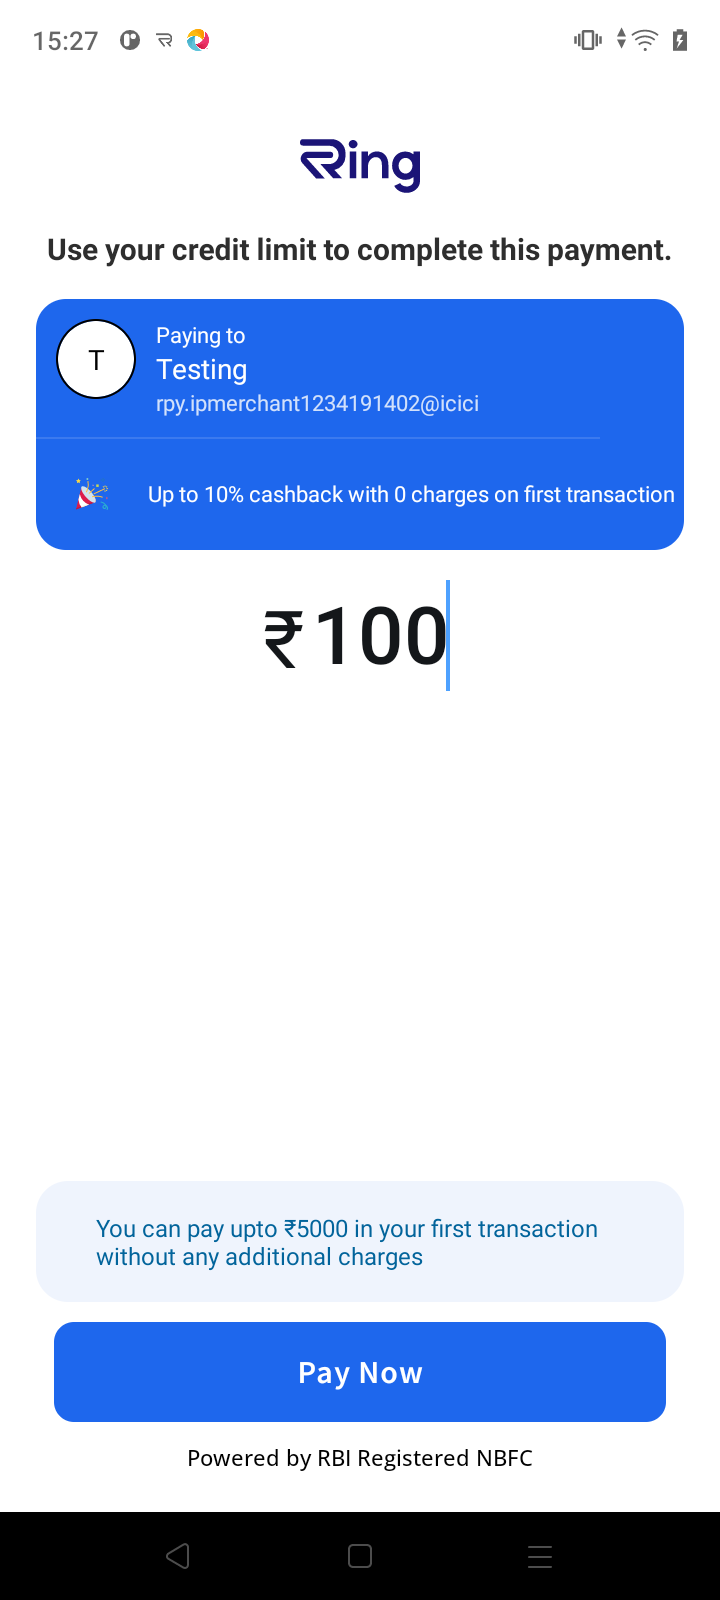 15:27
Ring
Use your credit limit to complete this payment.
T
Paying to
Testing
rpy.ipmerchant1234191402@icici
Up to 10% cashback with 0 charges on first transaction
₹100
You can pay upto ₹5000 in your first transaction
without any additional charges
Pay Now
Powered by RBI Registered NBFC